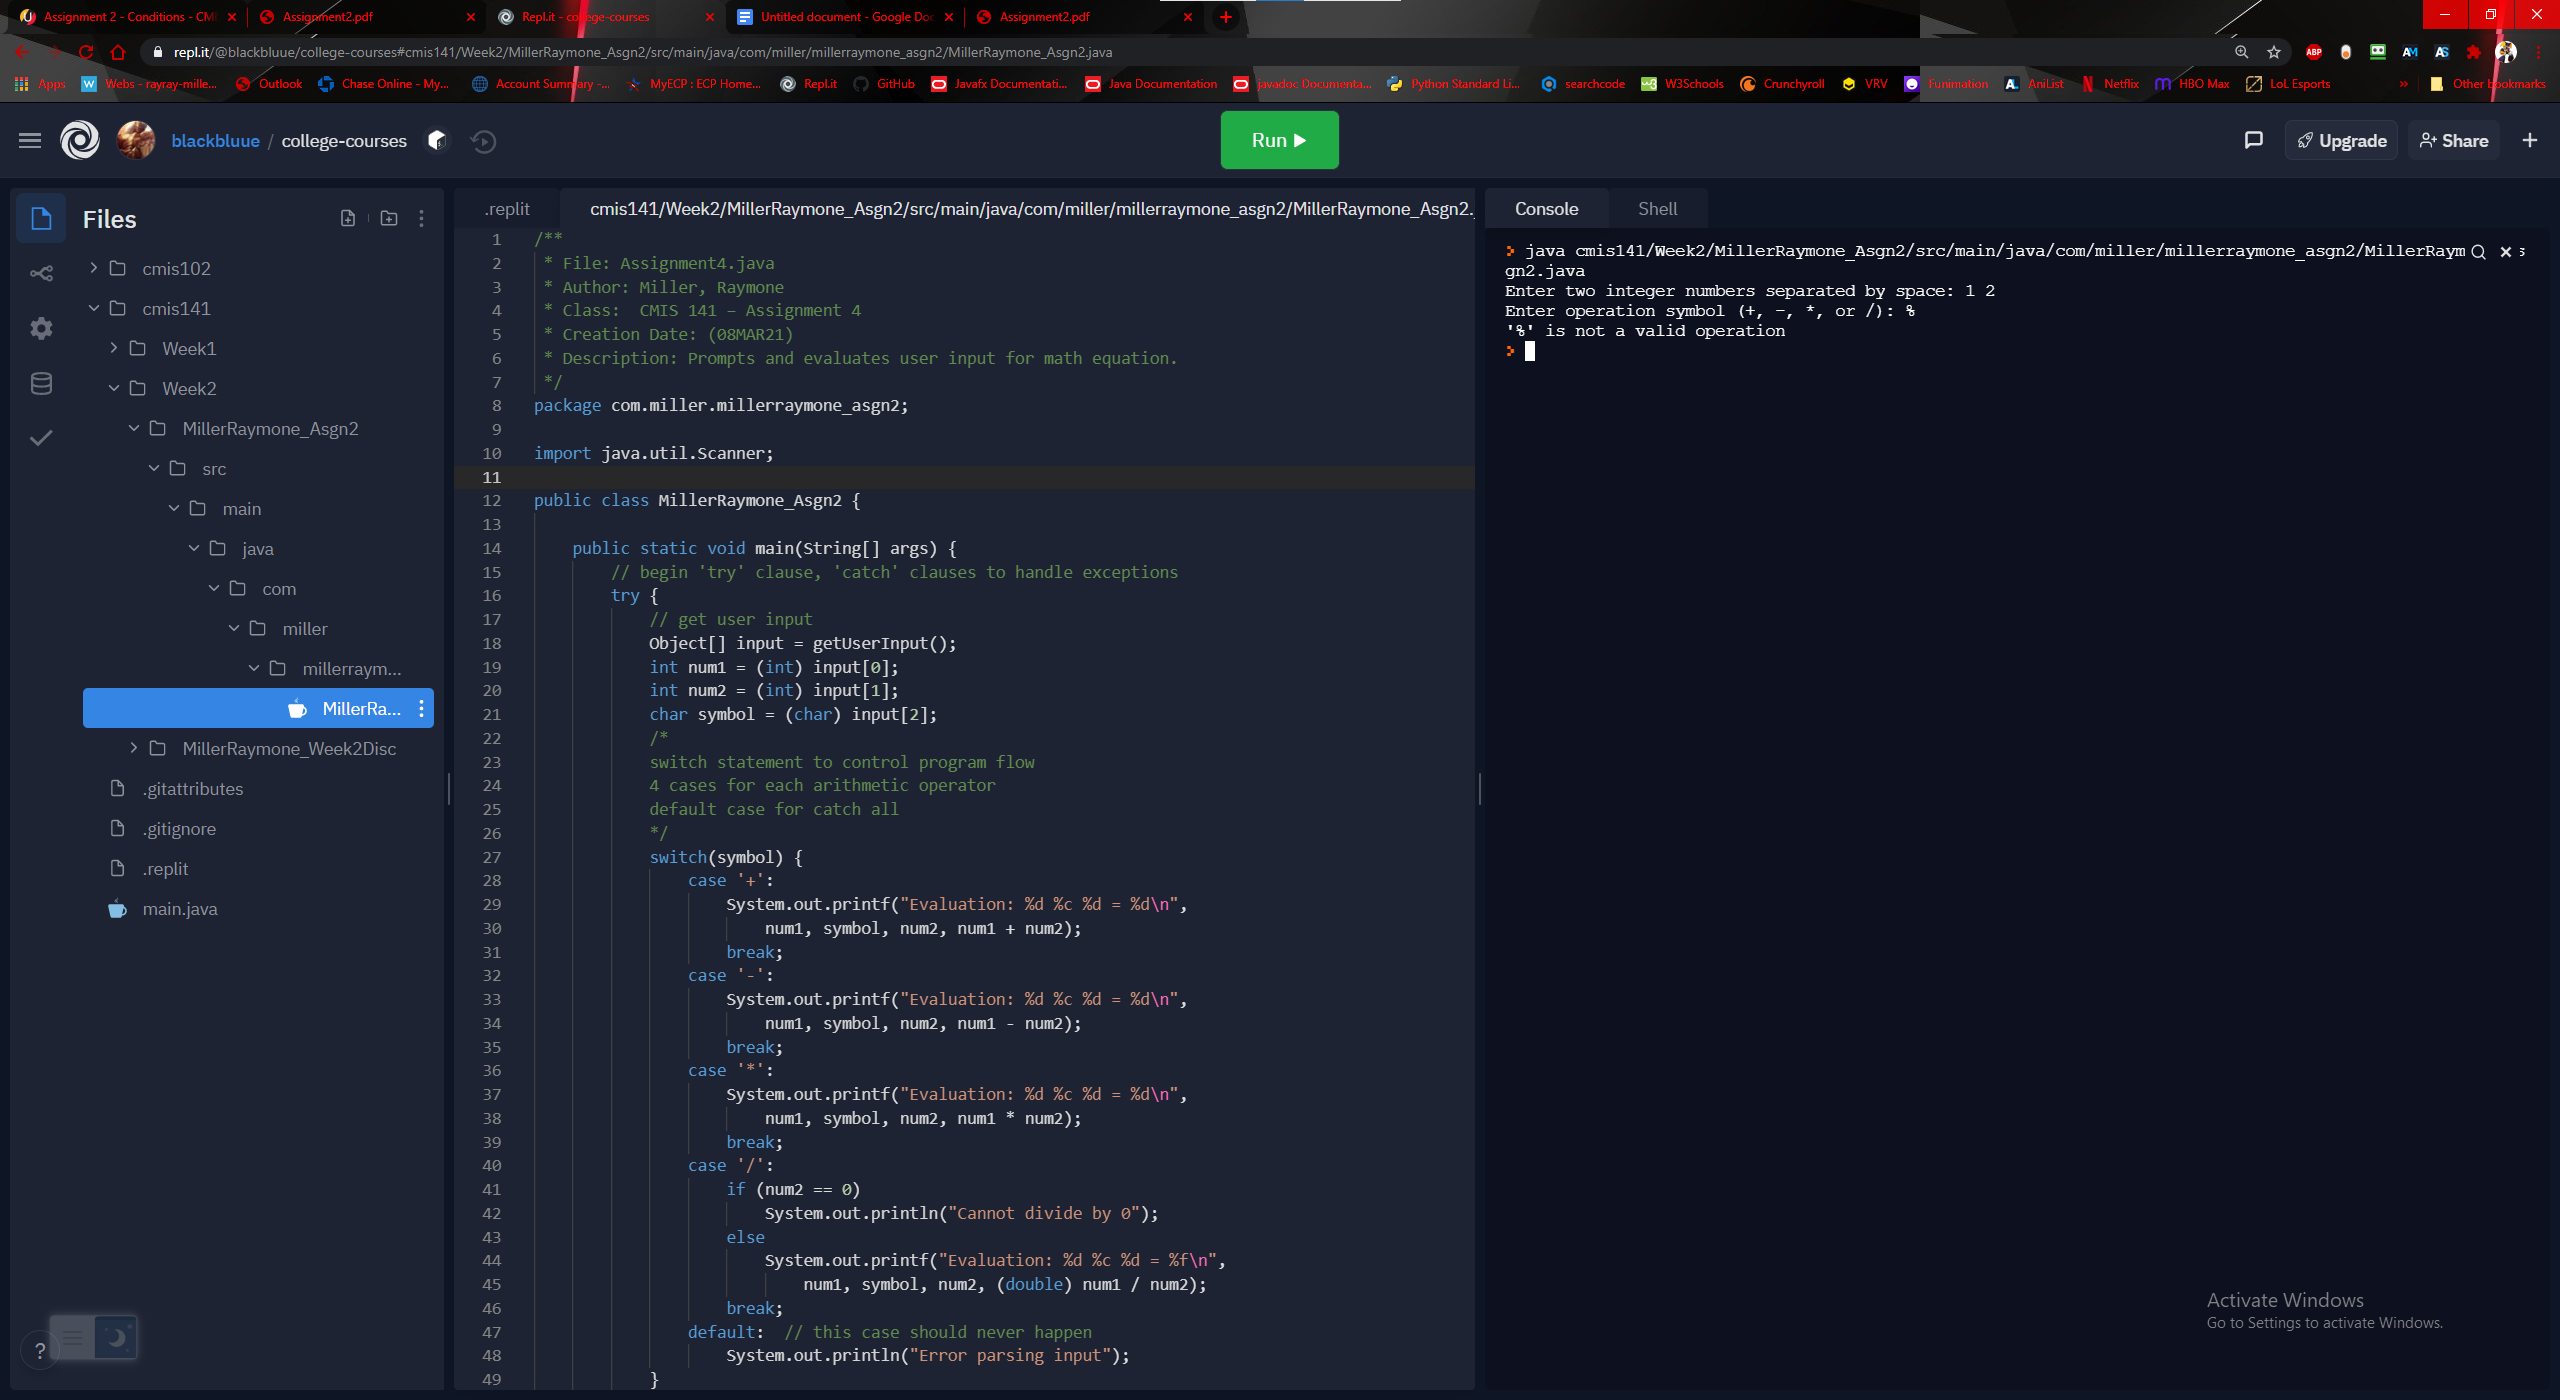 Assignment 2 - Conditions - CM
Assignment2.pdf
Repl.it - college-courses
Untitled document - Google Doc
Assignment2.pdf
repl.it/@blackbluue/college-courses#cmis141/Week2/MillerRaymone_Asgn2/src/main/java/com/miller/millerraymone_asgn2/MillerRaymone_Asgn2.java
ABP
Apps
Webs - rayray-mille...
Outlook
Chase Online - My...
Account Summary -...
MyECP : ECP Home...
Repl.it
GitHub
Javafx Documentati...
Java Documentation
javadoc Documenta...
Python Standard Li...
searchcode
W3Schools
Crunchyroll
VRV
Funimation
AniList
Netflix
HBO Max
LoL Esports
»
Other bookmarks
blackbluue / college-courses
Run
Upgrade
Share
Files
cmis102
cmis141
Week1
Week2
MillerRaymone_Asgn2
src
main
java
com
miller
millerraym...
MillerRa...
MillerRaymone_Week2Disc
.gitattributes
.gitignore
.replit
main.java
?
.replit
cmis141/Week2/MillerRaymone_Asgn2/src/main/java/com/miller/millerraymone_asgn2/MillerRaymone_Asgn2.
1 /**
2 * File: Assignment4.java
3 * Author: Miller, Raymone
4 * Class:  CMIS 141 – Assignment 4
5 * Creation Date: (08MAR21)
6 * Description: Prompts and evaluates user input for math equation.
7 */
8 package com.miller.millerraymone_asgn2;
9
10 import java.util.Scanner;
11
12 public class MillerRaymone_Asgn2 {
13
14 public static void main(String[] args) {
15 // begin 'try' clause, 'catch' clauses to handle exceptions
16 try {
17 // get user input
18 Object[] input = getUserInput();
19 int num1 = (int) input[0];
20 int num2 = (int) input[1];
21 char symbol = (char) input[2];
22 /*
23 switch statement to control program flow
24 4 cases for each arithmetic operator
25 default case for catch all
26 */
27 switch(symbol) {
28 case '+':
29 System.out.printf("Evaluation: %d %c %d = %d\n",
30 num1, symbol, num2, num1 + num2);
31 break;
32 case '-':
33 System.out.printf("Evaluation: %d %c %d = %d\n",
34 num1, symbol, num2, num1 - num2);
35 break;
36 case '*':
37 System.out.printf("Evaluation: %d %c %d = %d\n",
38 num1, symbol, num2, num1 * num2);
39 break;
40 case '/':
41 if (num2 == 0)
42 System.out.println("Cannot divide by 0");
43 else
44 System.out.printf("Evaluation: %d %c %d = %f\n",
45 num1, symbol, num2, (double) num1 / num2);
46 break;
47 default:  // this case should never happen
48 System.out.println("Error parsing input");
49 }
Console
Shell
> java cmis141/Week2/MillerRaymone_Asgn2/src/main/java/com/miller/millerraymone_asgn2/MillerRaym
gn2.java
Enter two integer numbers separated by space: 1 2
Enter operation symbol (+, -, *, or /): %
'%' is not a valid operation
>
Activate Windows
Go to Settings to activate Windows.